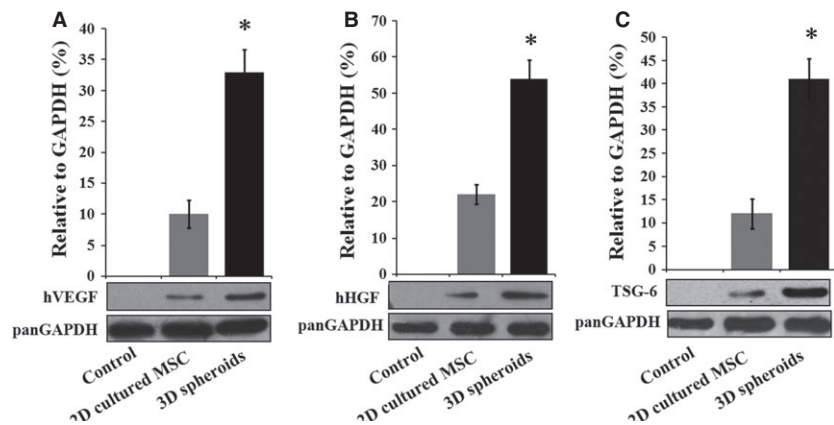 A
Relative to GAPDH (%)
40
35
30
25
20
15
10
5
0
*
hVEGF
panGAPDH
Control
2D cultured MSC
3D spheroids
B
Relative to GAPDH (%)
70
60
50
40
30
20
10
0
*
hHGF
panGAPDH
Control
2D cultured MSC
3D spheroids
C
Relative to GAPDH (%)
50
45
40
35
30
25
20
15
10
5
0
*
TSG-6
panGAPDH
Control
2D cultured MSC
3D spheroids